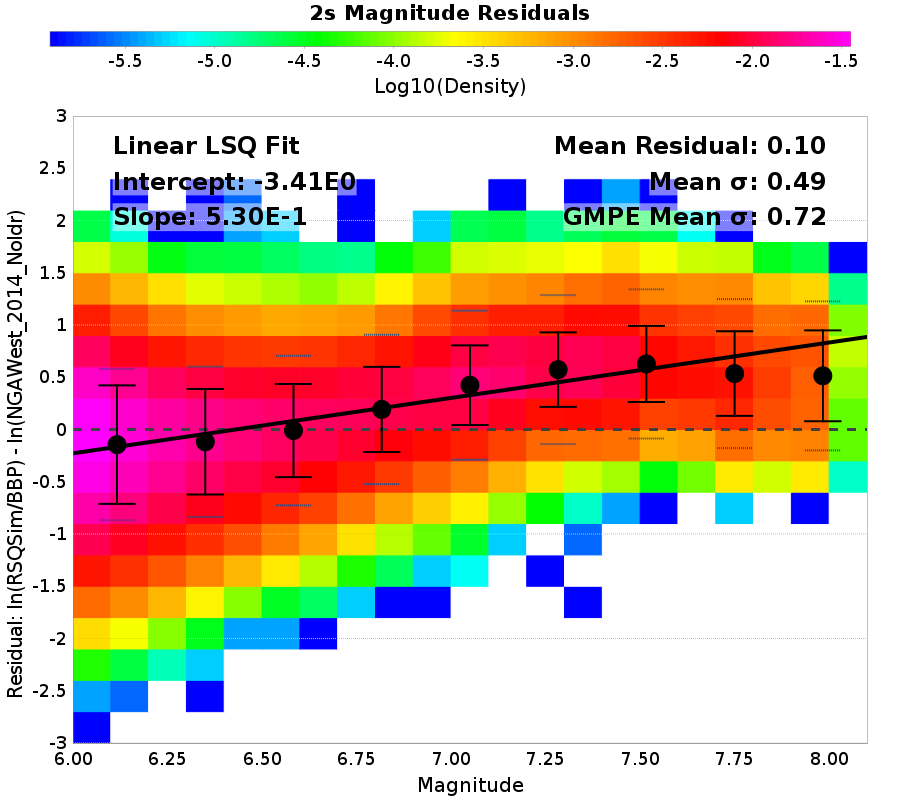 2s Magnitude Residuals
-5.5 -5.0 -4.5 -4.0 -3.5 -3.0 -2.5 -2.0 -1.5
Log10(Density)
Linear LSQ Fit
Intercept: -3.41E0
Slope: 5.30E-1
Mean Residual: 0.10
Mean σ: 0.49
GMPE Mean σ: 0.72
Residual: ln(RSQSim/BBP) - ln(NGAWest_2014_NoIdr)
3
2.5
2
1.5
1
0.5
0
-0.5
-1
-1.5
-2
-2.5
-3
6.00 6.25 6.50 6.75 7.00 7.25 7.50 7.75 8.00
Magnitude